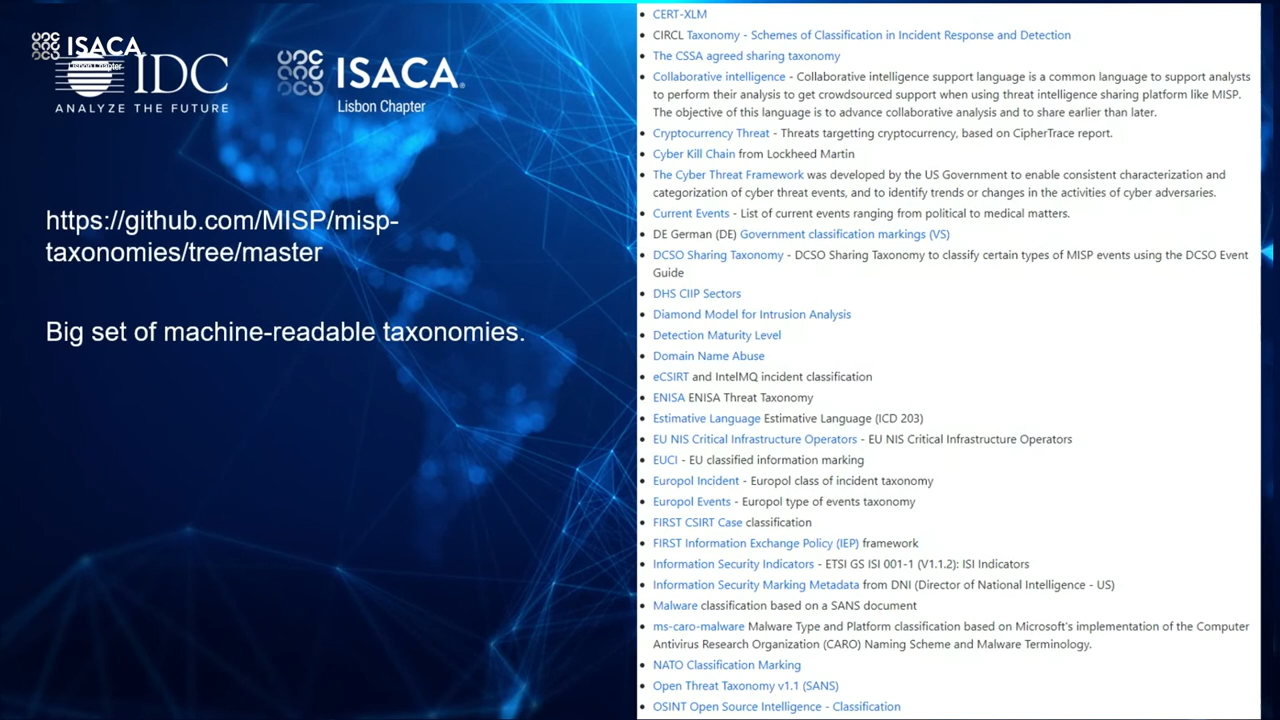 ISACA
Lisbon Chapter
IDC
ANALYZE THE FUTURE
ISACA®
Lisbon Chapter
https://github.com/MISP/misp-
taxonomies/tree/master
Big set of machine-readable taxonomies.
CERT-XLM
CIRCL Taxonomy - Schemes of Classification in Incident Response and Detection
The CSSA agreed sharing taxonomy
Collaborative intelligence - Collaborative intelligence support language is a common language to support analysts
to perform their analysis to get crowdsourced support when using threat intelligence sharing platform like MISP.
The objective of this language is to advance collaborative analysis and to share earlier than later.
Cryptocurrency Threat - Threats targetting cryptocurrency, based on CipherTrace report.
Cyber Kill Chain from Lockheed Martin
The Cyber Threat Framework was developed by the US Government to enable consistent characterization and
categorization of cyber threat events, and to identify trends or changes in the activities of cyber adversaries.
Current Events - List of current events ranging from political to medical matters.
DE German (DE) Government classification markings (VS)
DCSO Sharing Taxonomy - DCSO Sharing Taxonomy to classify certain types of MISP events using the DCSO Event
Guide
DHS CIIP Sectors
Diamond Model for Intrusion Analysis
Detection Maturity Level
Domain Name Abuse
eCSIRT and IntelMQ incident classification
ENISA ENISA Threat Taxonomy
Estimative Language Estimative Language (ICD 203)
EU NIS Critical Infrastructure Operators - EU NIS Critical Infrastructure Operators
EUCI - EU classified information marking
Europol Incident - Europol class of incident taxonomy
Europol Events - Europol type of events taxonomy
FIRST CSIRT Case classification
FIRST Information Exchange Policy (IEP) framework
Information Security Indicators - ETSI GS ISI 001-1 (V1.1.2): ISI Indicators
Information Security Marking Metadata from DNI (Director of National Intelligence - US)
Malware classification based on a SANS document
ms-caro-malware Malware Type and Platform classification based on Microsoft's implementation of the Computer
Antivirus Research Organization (CARO) Naming Scheme and Malware Terminology.
NATO Classification Marking
Open Threat Taxonomy v1.1 (SANS)
OSINT Open Source Intelligence - Classification